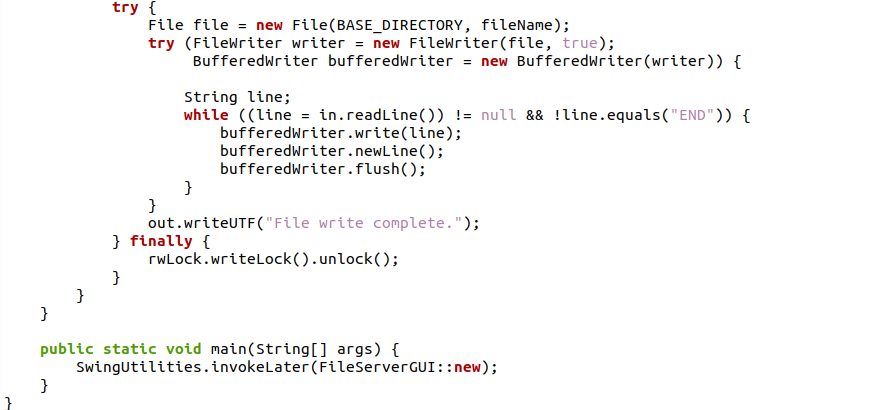 try {
                File file = new File(BASE_DIRECTORY, fileName);
                try (FileWriter writer = new FileWriter(file, true);
                     BufferedWriter bufferedWriter = new BufferedWriter(writer)) {

                    String line;
                    while ((line = in.readLine()) != null && !line.equals("END")) {
                        bufferedWriter.write(line);
                        bufferedWriter.newLine();
                        bufferedWriter.flush();
                    }
                }
                out.writeUTF("File write complete.");
            } finally {
                rwLock.writeLock().unlock();
            }
        }
    }

    public static void main(String[] args) {
        SwingUtilities.invokeLater(FileServerGUI::new);
    }
}